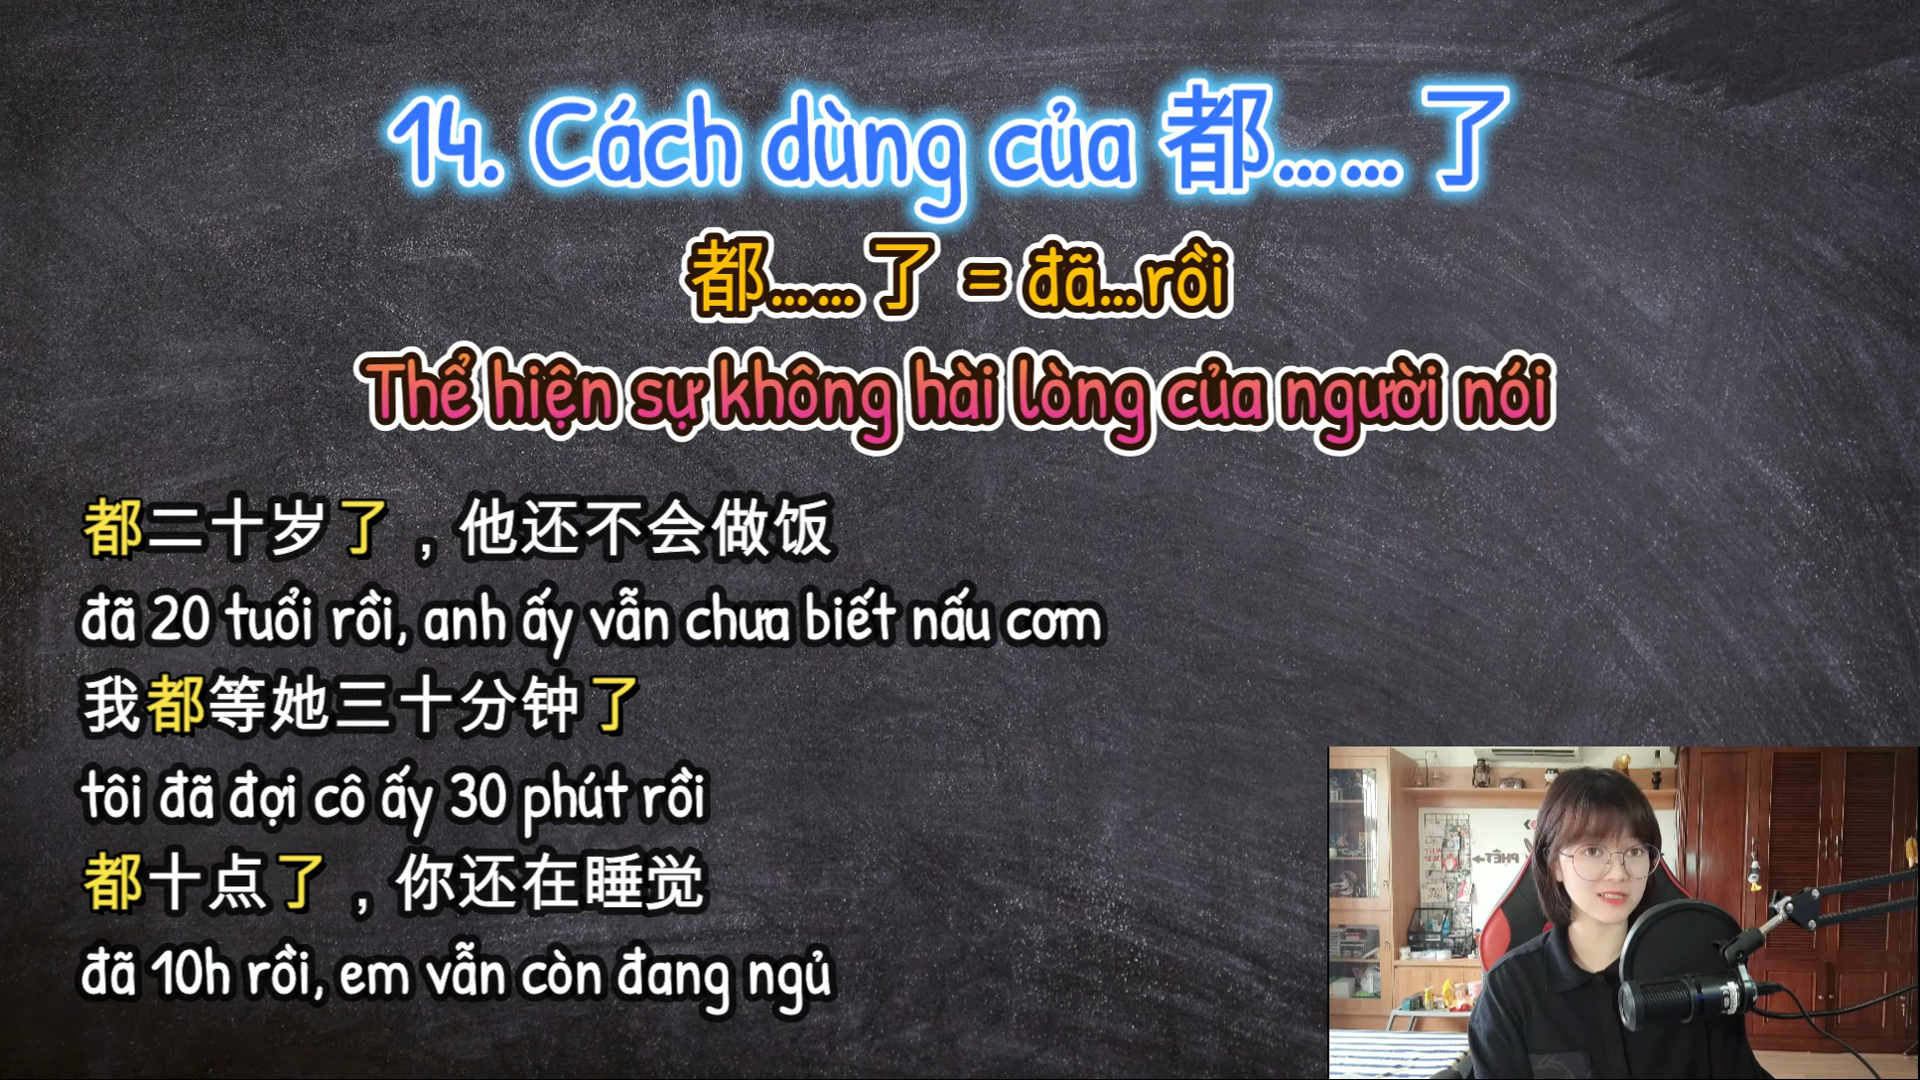 14. Cách dùng của 都……了
都……了 = đã...rồi
Thể hiện sự không hài lòng của người nói
都二十岁了，他还不会做饭
đã 20 tuổi rồi, anh ấy vẫn chưa biết nấu cơm
我都等她三十分钟了
tôi đã đợi cô ấy 30 phút rồi
都十点了，你还在睡觉
đã 10h rồi, em vẫn còn đang ngủ